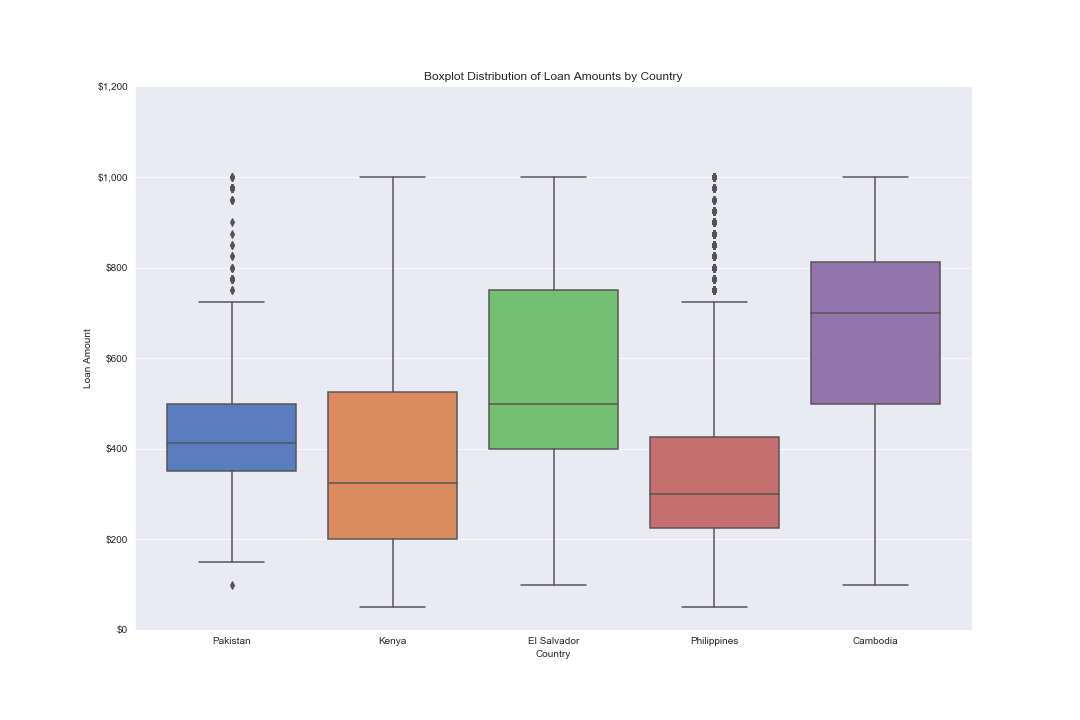 Boxplot Distribution of Loan Amounts by Country
$1,200
$1,000
$800
$600
$400
$200
$0
Loan Amount
Pakistan Kenya El Salvador Philippines Cambodia
Country